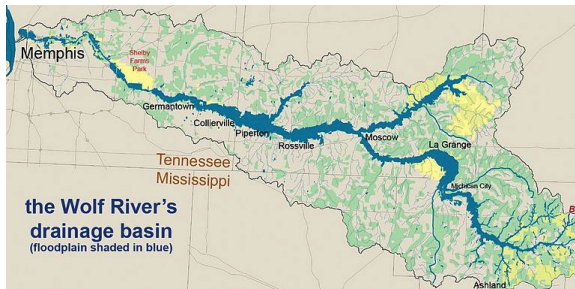 Memphis
Shelby
Farms
Park
Germantown
Collierville
Piperton
Rossville
Moscow
La Grange
Michigan City
Tennessee
Mississippi
the Wolf River's
drainage basin
(floodplain shaded in blue)
Ashland
B